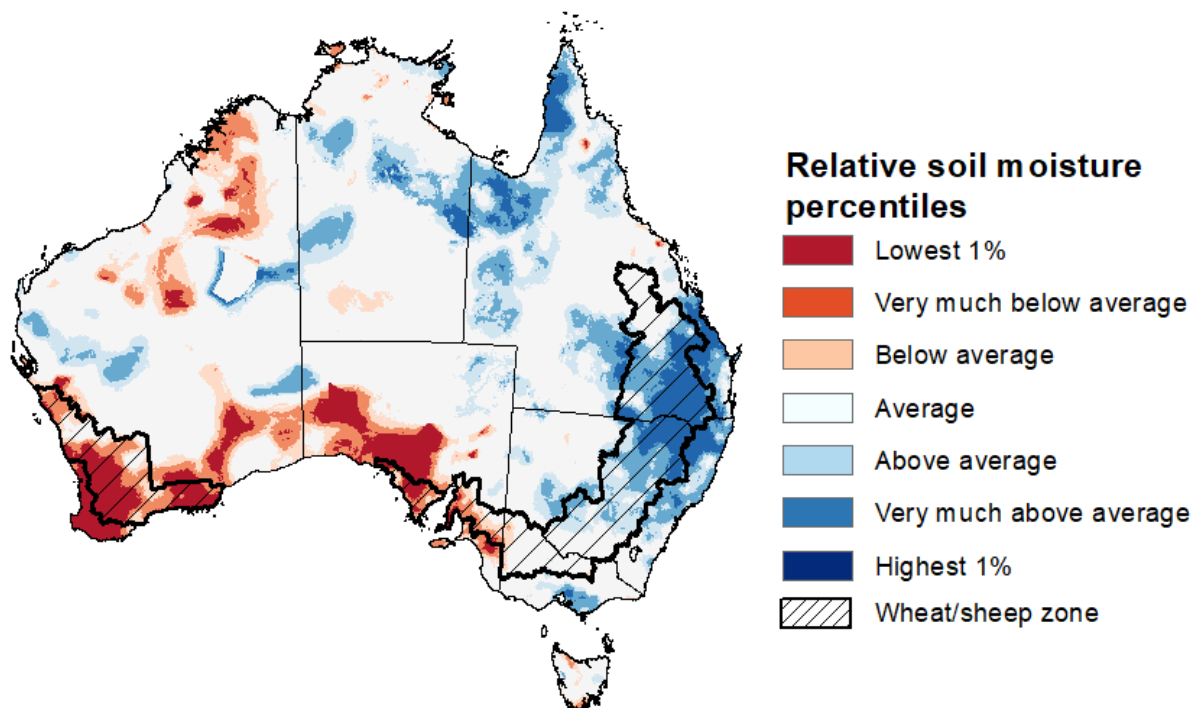 Relative soil moisture
percentiles
Lowest 1%
Very much below average
Below average
Average
Above average
Very much above average
Highest 1%
Wheat/sheep zone